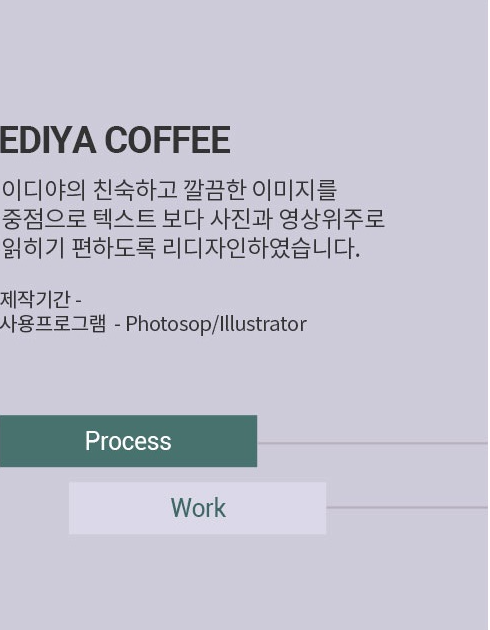 EDIYA COFFEE
이디야의 친숙하고 깔끔한 이미지를
중점으로 텍스트 보다 사진과 영상위주로
읽히기 편하도록 리디자인하였습니다.
제작기간 -
사용프로그램 - Photosop/Illustrator
Process
Work